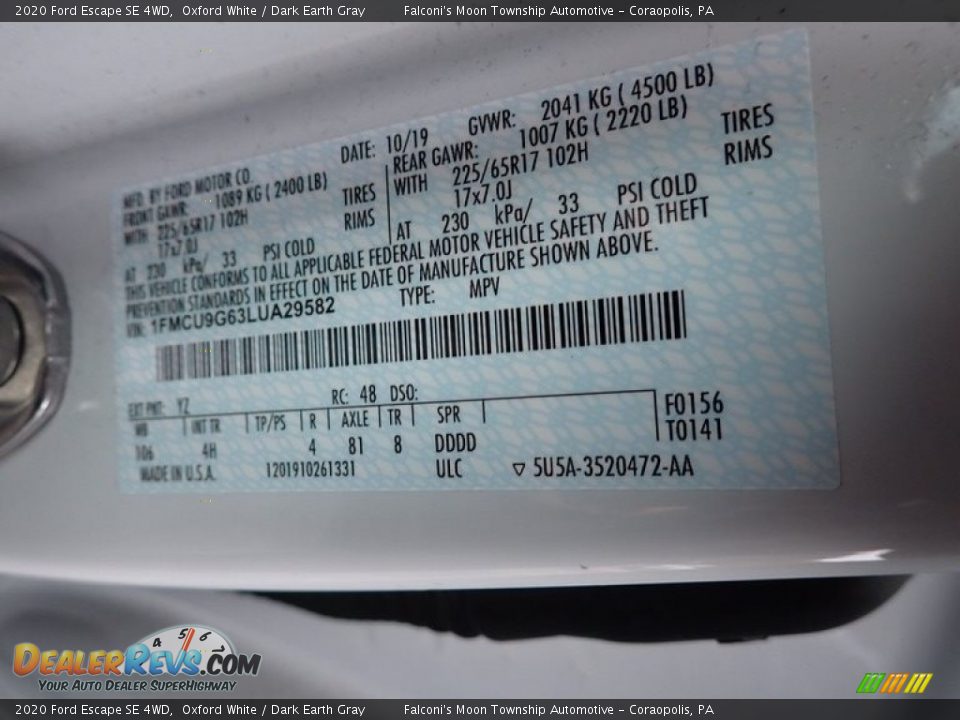 2020 Ford Escape SE 4WD, Oxford White / Dark Earth Gray Falconi's Moon Township Automotive - Coraopolis, PA
MFD. BY FORD MOTOR CO. DATE: 10/19 GVWR: 2041 KG ( 4500 LB)
FRONT GAWR: 1089 KG ( 2400 LB) REAR GAWR: 1007 KG ( 2220 LB)
WITH 225/65R17 102H TIRES WITH 225/65R17 102H TIRES
17x7.0J RIMS 17x7.0J RIMS
AT 230 kPa/ 33 PSI COLD AT 230 kPa/ 33 PSI COLD
THIS VEHICLE CONFORMS TO ALL APPLICABLE FEDERAL MOTOR VEHICLE SAFETY AND THEFT
PREVENTION STANDARDS IN EFFECT ON THE DATE OF MANUFACTURE SHOWN ABOVE.
VIN: 1FMCU9G63LUA29582 TYPE: MPV
EXT PNT: YZ RC: 48 DSO:
WB INT TR TP/PS R AXLE TR SPR F0156
106 4H 4 81 8 DDDD T0141
MADE IN U.S.A. 1201910261331 ULC ▽ 5U5A-3520472-AA
4 5 6
DEALERREVS.COM
YOUR AUTO DEALER SUPERHIGHWAY
2020 Ford Escape SE 4WD, Oxford White / Dark Earth Gray Falconi's Moon Township Automotive - Coraopolis, PA